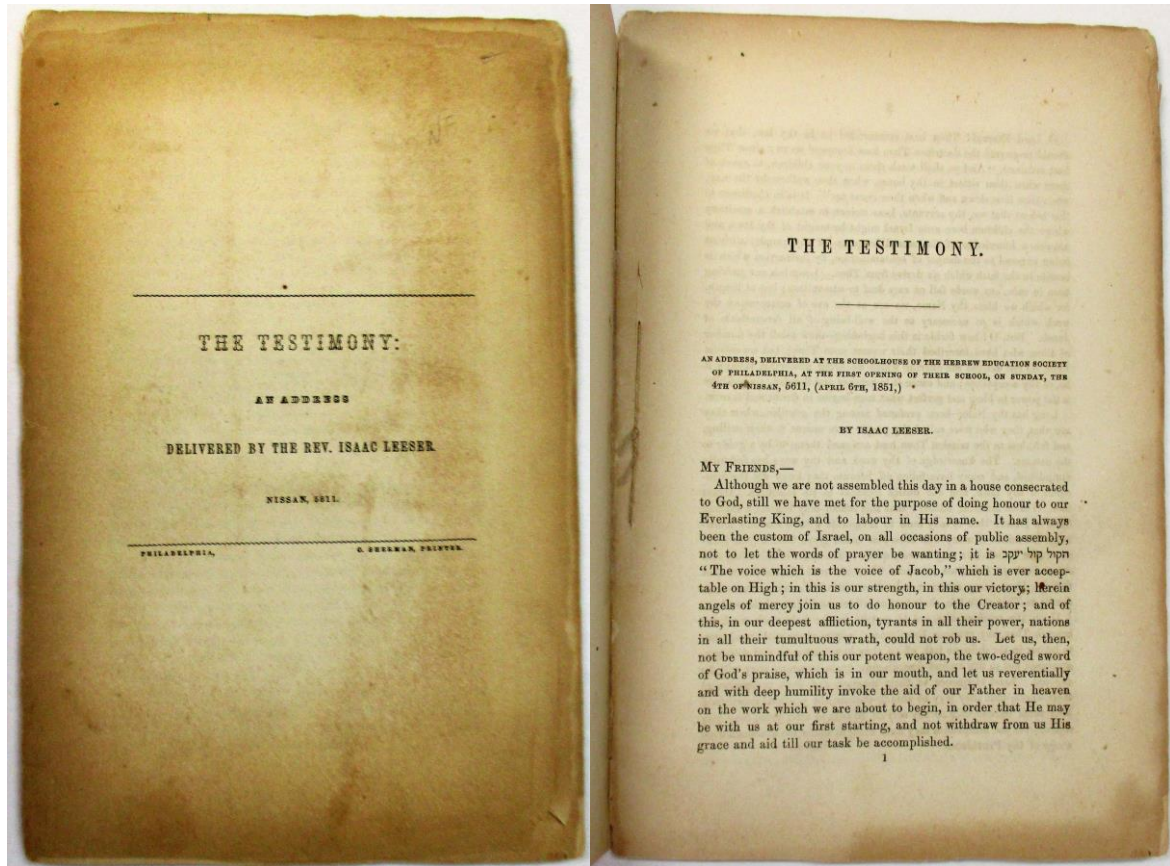 THE TESTIMONY:
AN ADDRESS
DELIVERED BY THE REV. ISAAC LEESER
NISSAN, 5611.
PHILADELPHIA,
C. SHERMAN, PRINTER.
THE TESTIMONY.
AN ADDRESS, DELIVERED AT THE SCHOOLHOUSE OF THE HEBREW EDUCATION SOCIETY
OF PHILADELPHIA, AT THE FIRST OPENING OF THEIR SCHOOL, ON SUNDAY, THE
4TH OF NISSAN, 5611, (APRIL 6TH, 1851,)
BY ISAAC LEESER.
MY FRIENDS,—
Although we are not assembled this day in a house consecrated
to God, still we have met for the purpose of doing honour to our
Everlasting King, and to labour in His name. It has always
been the custom of Israel, on all occasions of public assembly,
not to let the words of prayer be wanting; it is הקול קול יעקב
"The voice which is the voice of Jacob," which is ever accep-
table on High; in this is our strength, in this our victory; herein
angels of mercy join us to do honour to the Creator; and of
this, in our deepest affliction, tyrants in all their power, nations
in all their tumultuous wrath, could not rob us. Let us, then,
not be unmindful of this our potent weapon, the two-edged sword
of God's praise, which is in our mouth, and let us reverentially
and with deep humility invoke the aid of our Father in heaven
on the work which we are about to begin, in order that He may
be with us at our first starting, and not withdraw from us His
grace and aid till our task be accomplished.
1